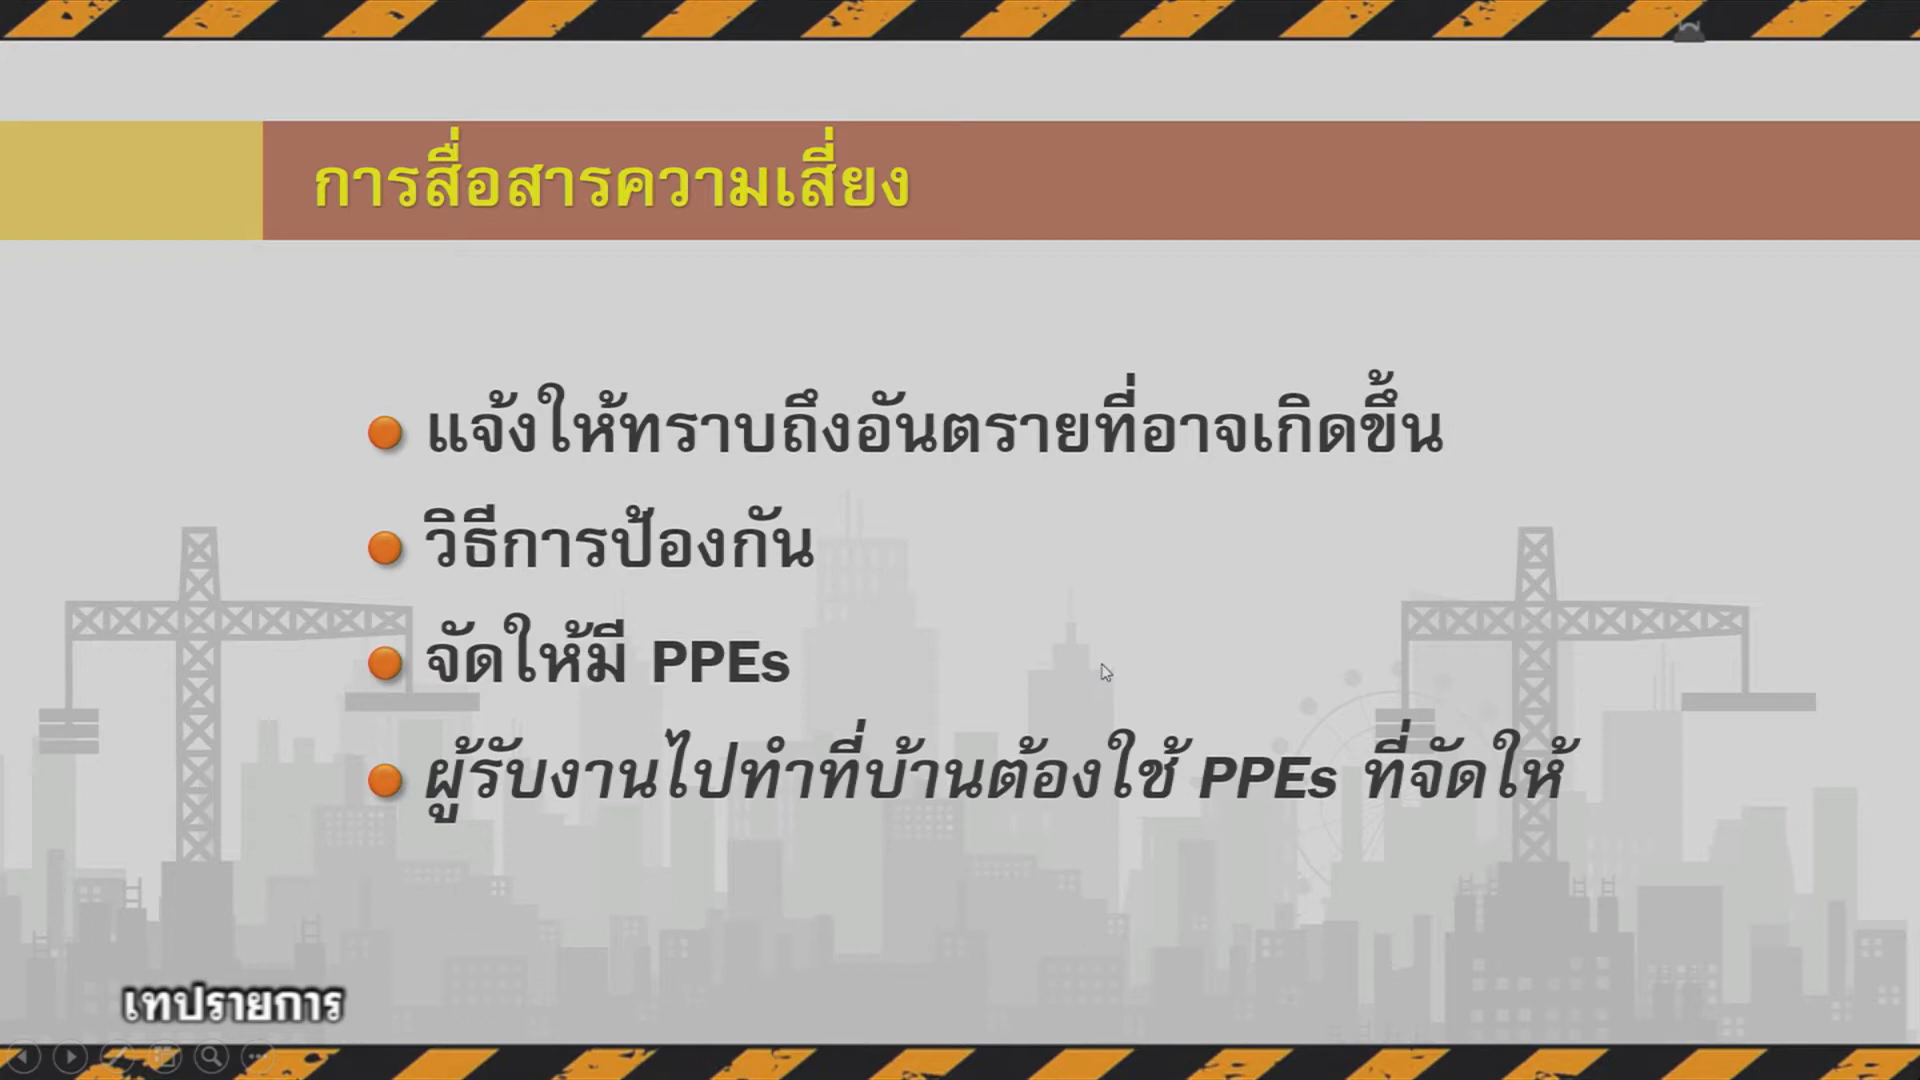 การสื่อสารความเสี่ยง
แจ้งให้ทราบถึงอันตรายที่อาจเกิดขึ้น
วิธีการป้องกัน
จัดให้มี PPEs
ผู้รับงานไปทำที่บ้านต้องใช้ PPEs ที่จัดให้
เทปรายการ